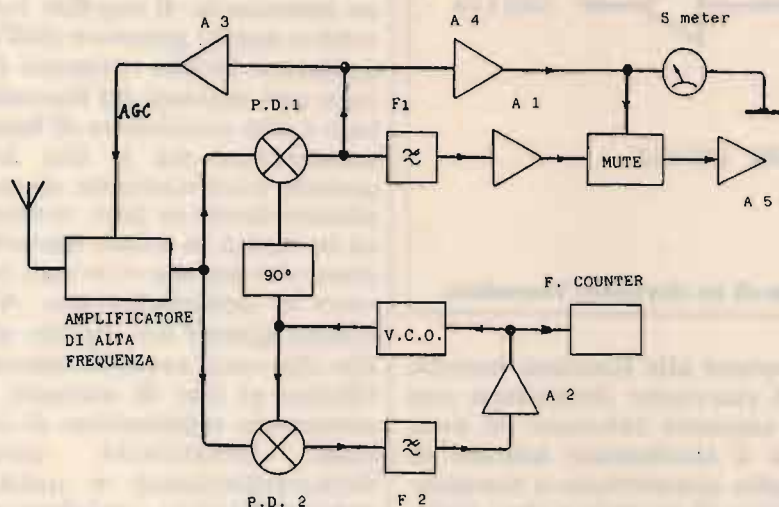 S meter
A 3
A 4
AGC
P.D.1
F1
A 1
MUTE
A 5
90°
F. COUNTER
AMPLIFICATORE
DI ALTA
FREQUENZA
V.C.O.
A 2
P.D. 2
F 2